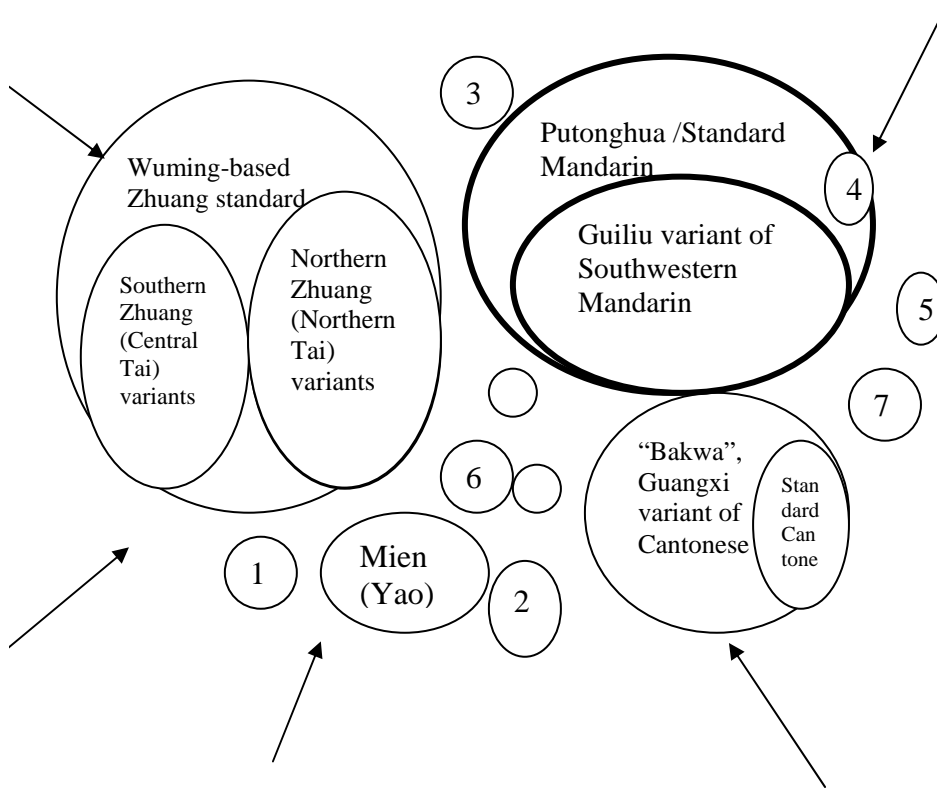 3
Putonghua /Standard
Mandarin
4
Wuming-based
Zhuang standard
Guiliu variant of
Southwestern
Mandarin
Northern
Zhuang
(Northern
Tai)
variants
Southern
Zhuang
(Central
Tai)
variants
5
7
“Bakwa”,
Guangxi
variant of
Cantonese
Stan
dard
Can
tone
6
Mien
(Yao)
1
2